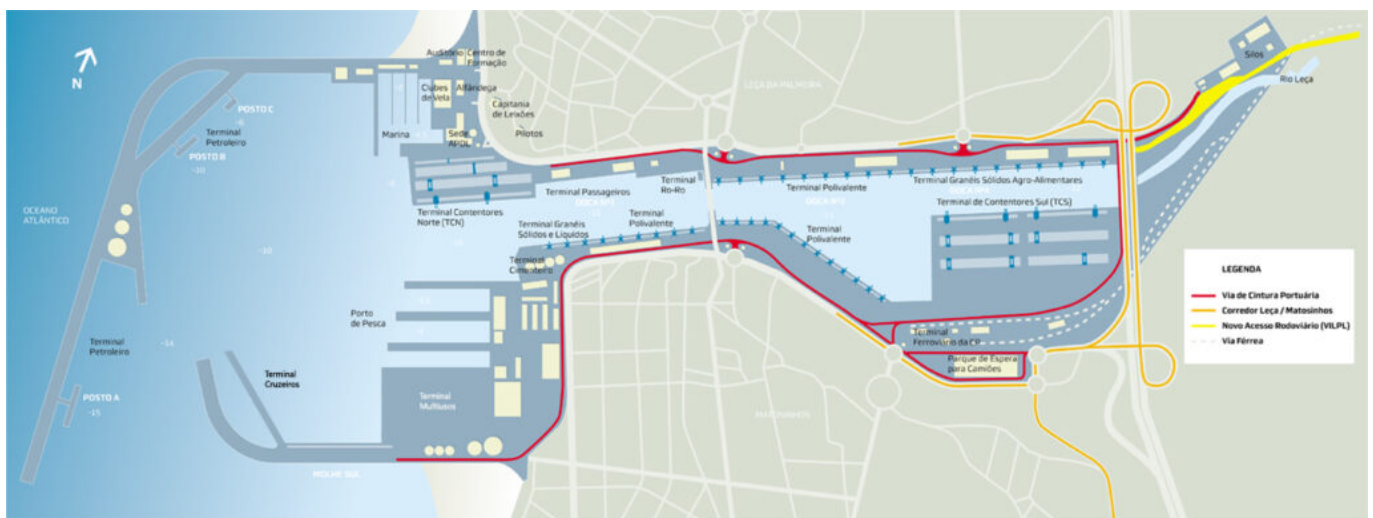 N
OCEANO
ATLÂNTICO
POSTO C
Terminal
Petroleiro
POSTO B
-10
Terminal
Petroleiro
POSTO A
-15
-14
Marina
Auditório
Centro de
Formação
Clubes
de Vela
Alfândega
Capitania
de Leixões
Sede
APDL
Pilotos
LEÇA DA PALMEIRA
Terminal Contentores
Norte (TCN)
Terminal Passageiros
Terminal
Ro-Ro
Terminal Granéis
Sólidos e Líquidos
Terminal
Polivalente
Terminal
Cimenteiro
Terminal Polivalente
Terminal Granéis Sólidos Agro-Alimentares
Terminal de Contentores Sul (TCS)
Terminal
Polivalente
Silos
Rio Leça
Porto
de Pesca
Terminal
Cruzeiros
Terminal
Multiusos
MOLHE SUL
MATOSINHOS
Terminal
Ferroviário da CP
Parque de Espera
para Camiões
LEGENDA
Via de Cintura Portuária
Corredor Leça / Matosinhos
Novo Acesso Rodoviário (VILPL)
Via Férrea